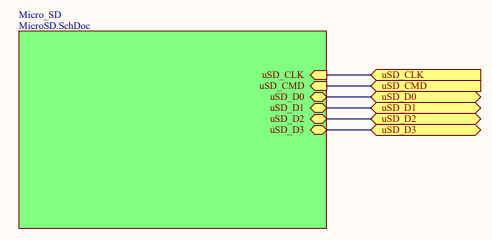 Micro_SD
MicroSD.SchDoc
uSD_CLK uSD_CLK
uSD_CMD uSD_CMD
uSD_D0 uSD_D0
uSD_D1 uSD_D1
uSD_D2 uSD_D2
uSD_D3 uSD_D3